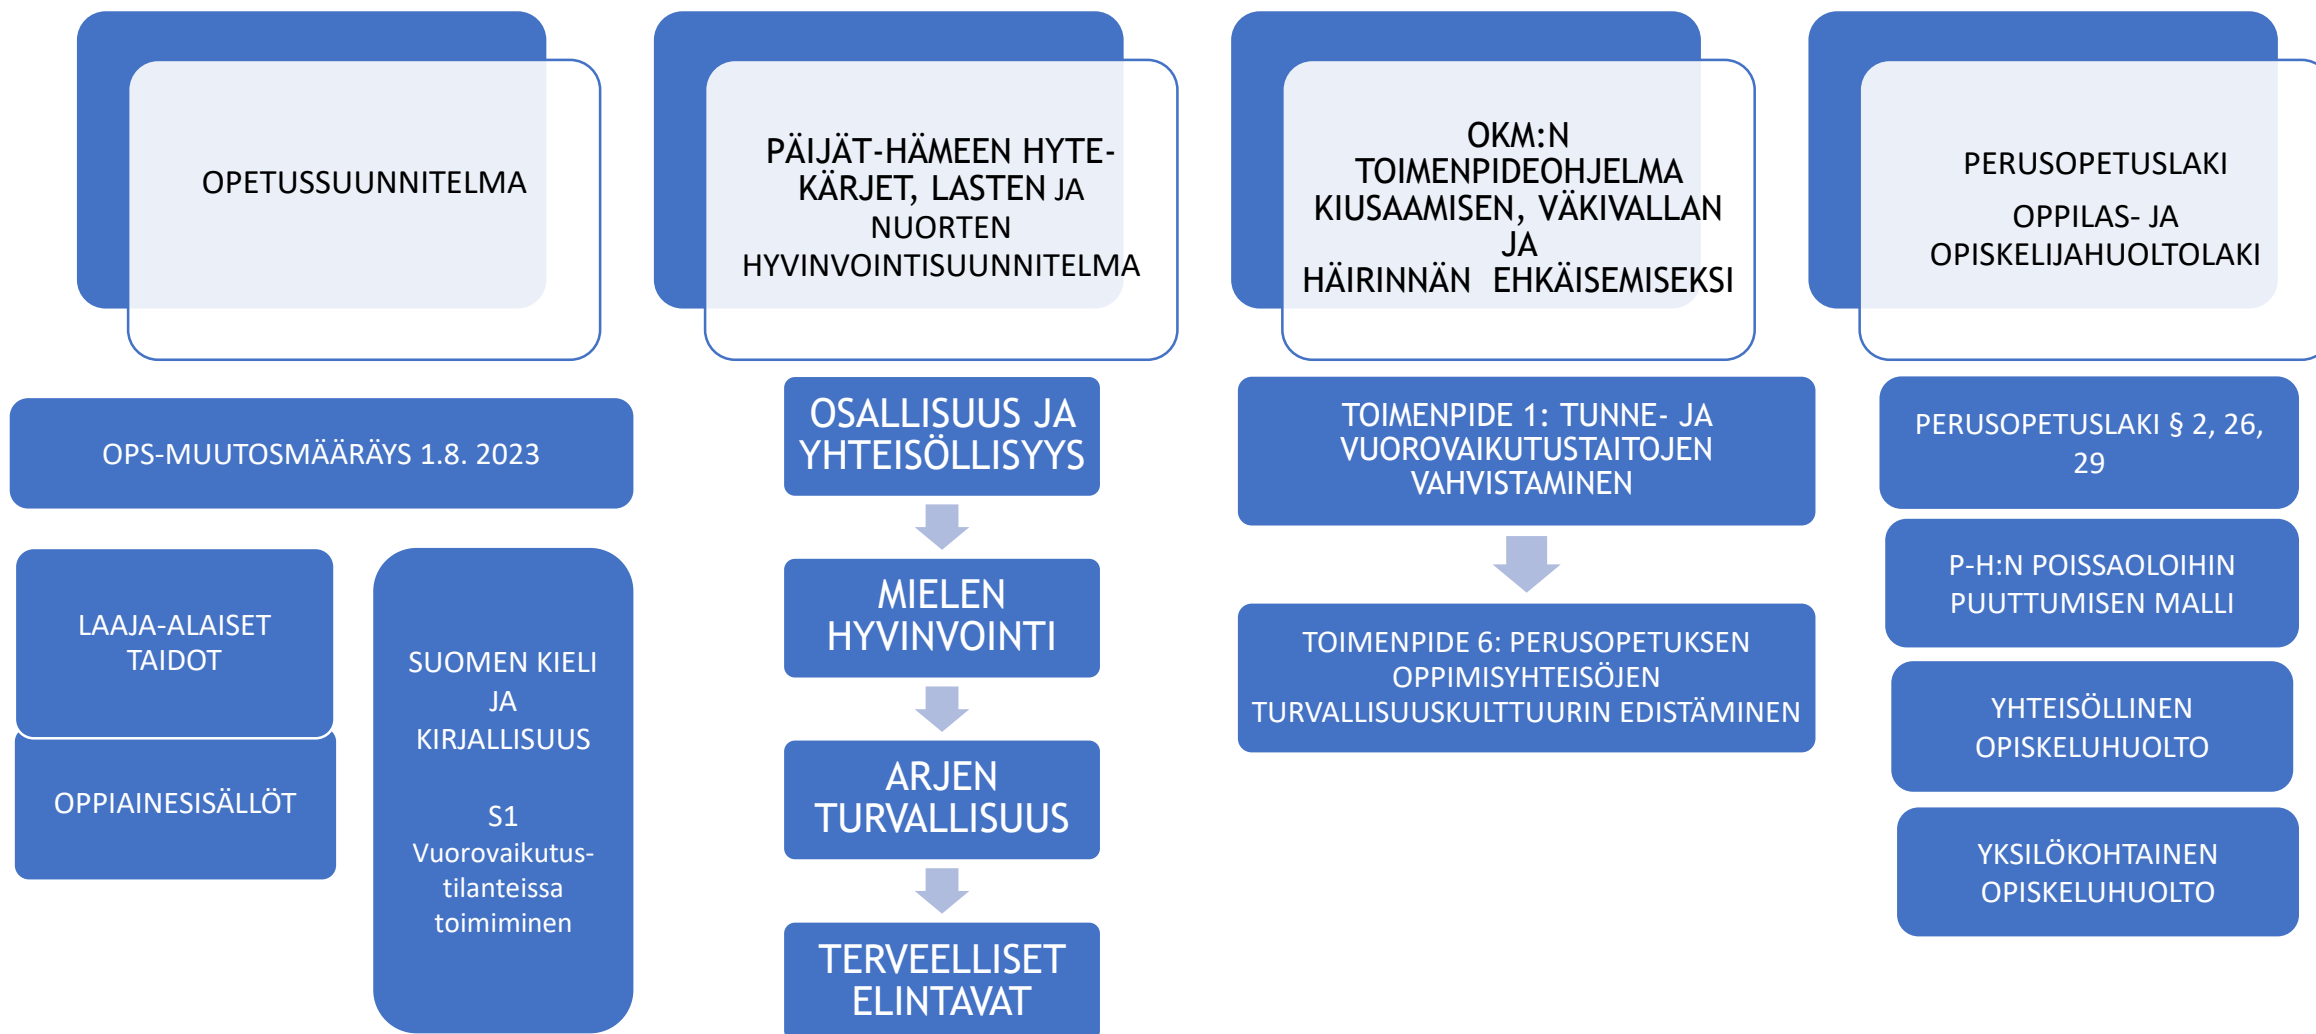 OPETUSSUUNNITELMA
OPS-MUUTOSMÄÄRÄYS 1.8. 2023
LAAJA-ALAISET
TAIDOT
OPPIAINESISÄLLÖT
SUOMEN KIELI
JA
KIRJALLISUUS
S1
Vuorovaikutus-
tilanteissa
toimiminen
PÄIJÄT-HÄMEEN HYTE-
KÄRJET, LASTEN JA
NUORTEN
HYVINVOINTISUUNNITELMA
OSALLISUUS JA
YHTEISÖLLISYYS
MIELEN
HYVINVOINTI
ARJEN
TURVALLISUUS
TERVEELLISET
ELINTAVAT
OKM:N
TOIMENPIDEOHJELMA
KIUSAAMISEN, VÄKIVALLAN
JA
HÄIRINNÄN EHKÄISEMISEKSI
TOIMENPIDE 1: TUNNE- JA
VUOROVAIKUTUSTAITOJEN
VAHVISTAMINEN
TOIMENPIDE 6: PERUSOPETUKSEN
OPPIMISYHTEISÖJEN
TURVALLISUUSKULTTUURIN EDISTÄMINEN
PERUSOPETUSLAKI
OPPILAS- JA
OPISKELIJAHUOLTOLAKI
PERUSOPETUSLAKI § 2, 26,
29
P-H:N POISSAOLOIHIN
PUUTTUMISEN MALLI
YHTEISÖLLINEN
OPISKELUHUOLTO
YKSILÖKOHTAINEN
OPISKELUHUOLTO